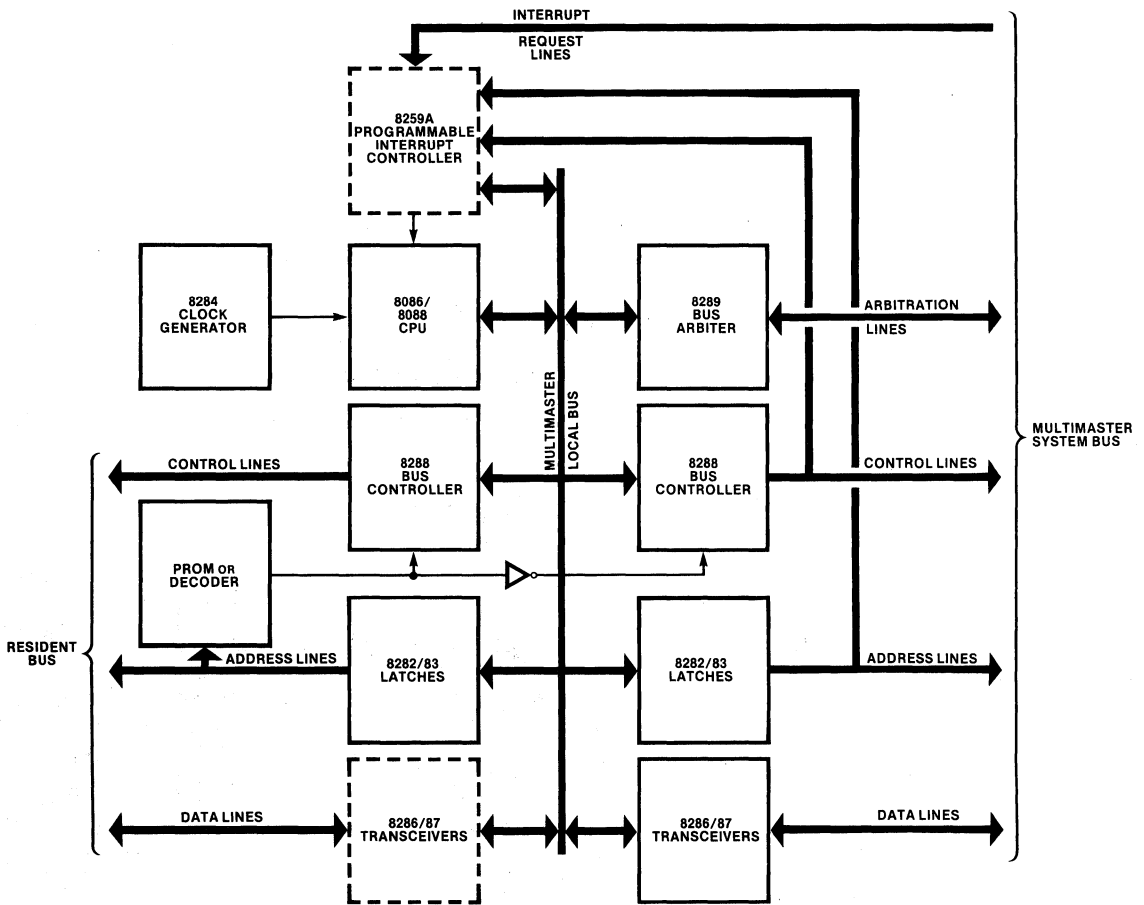 INTERRUPT
REQUEST
LINES
8259A
PROGRAMMABLE
INTERRUPT
CONTROLLER
8284
CLOCK
GENERATOR
8086/
8088
CPU
8289
BUS
ARBITER
ARBITRATION
LINES
MULTIMASTER
LOCAL BUS
MULTIMASTER
SYSTEM BUS
CONTROL LINES
8288
BUS
CONTROLLER
8288
BUS
CONTROLLER
CONTROL LINES
PROM OR
DECODER
RESIDENT
BUS
ADDRESS LINES
8282/83
LATCHES
8282/83
LATCHES
ADDRESS LINES
DATA LINES
8286/87
TRANSCEIVERS
8286/87
TRANSCEIVERS
DATA LINES